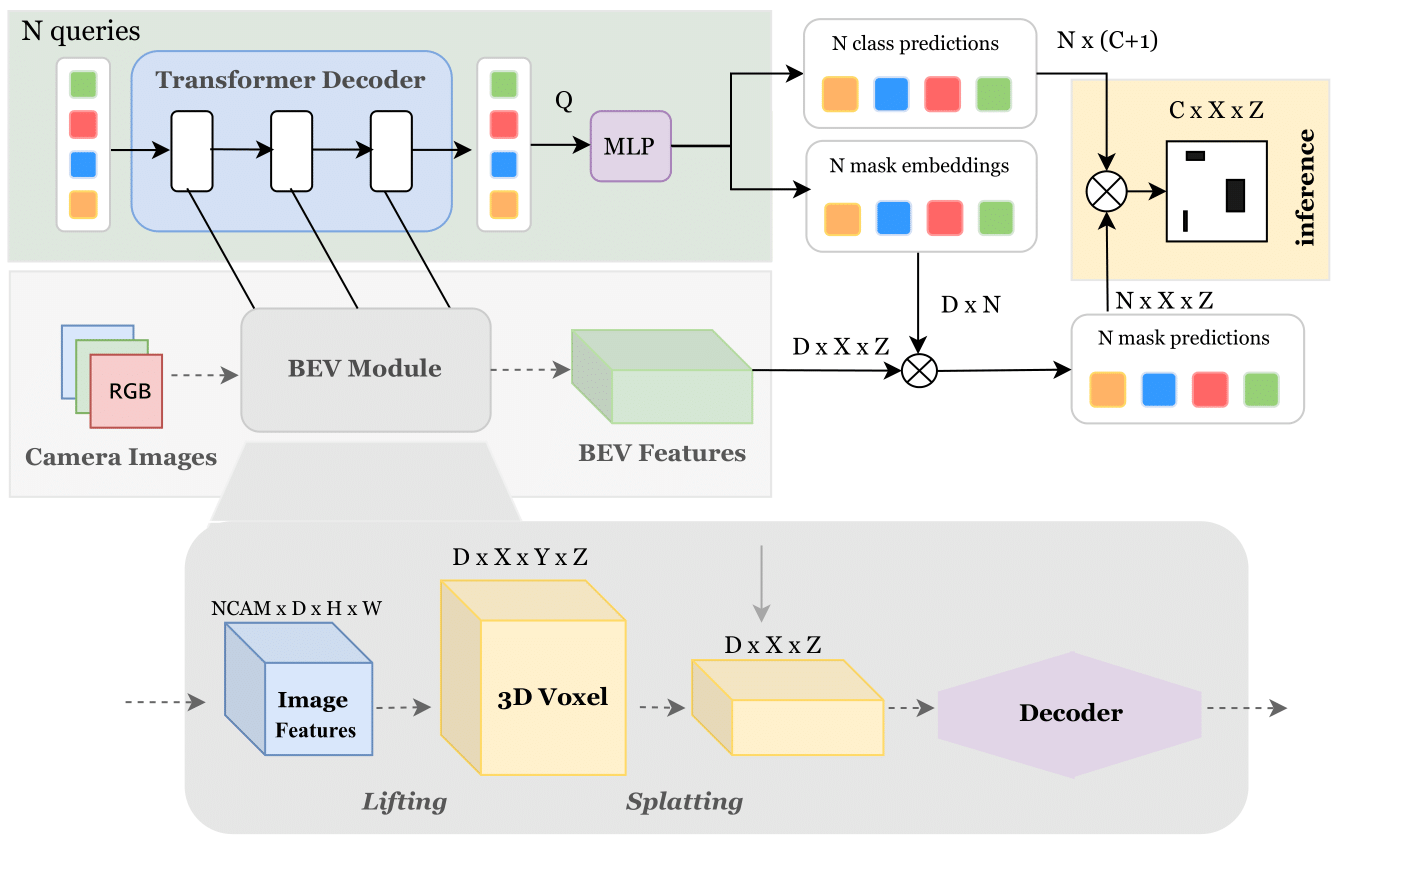 N queries
Transformer Decoder
Q
MLP
N class predictions
N x (C+1)
N mask embeddings
C x X x Z
inference
D x N
N x X x Z
N mask predictions
D x X x Z
RGB
Camera Images
BEV Module
BEV Features
D x X x Y x Z
NCAM x D x H x W
D x X x Z
Image
Features
3D Voxel
Decoder
Lifting
Splatting